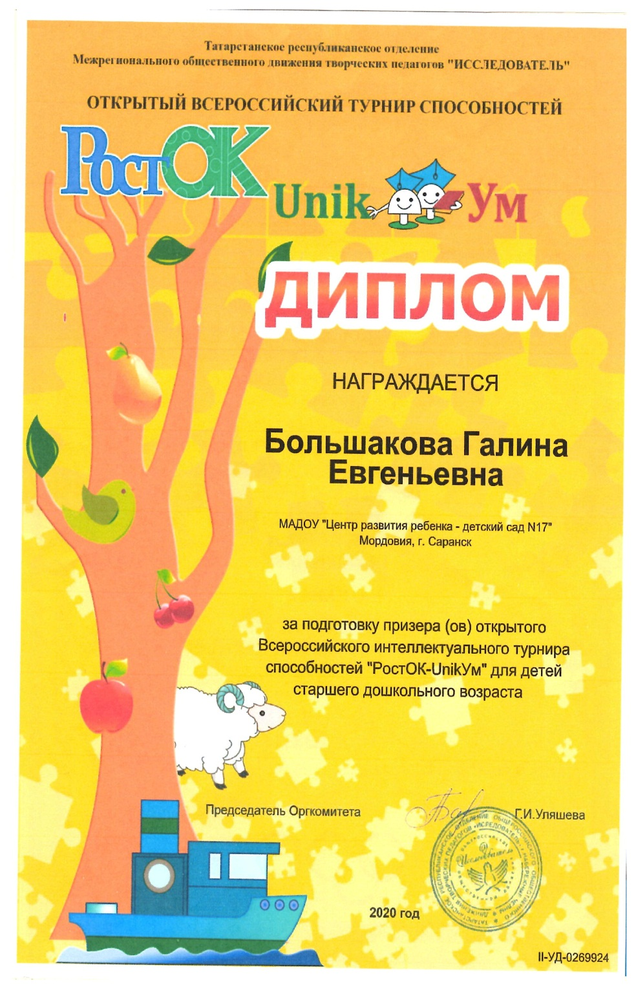 Татарстанское республиканское отделение
Межрегионального общественного движения творческих педагогов "ИССЛЕДОВАТЕЛЬ"
ОТКРЫТЫЙ ВСЕРОССИЙСКИЙ ТУРНИР СПОСОБНОСТЕЙ
РостОК
Unik Ум
ДИПЛОМ
НАГРАЖДАЕТСЯ
Большакова Галина
Евгеньевна
МАДОУ "Центр развития ребенка - детский сад N17"
Мордовия, г. Саранск
за подготовку призера (ов) открытого
Всероссийского интеллектуального турнира
способностей "РостОК-UnikУм" для детей
старшего дошкольного возраста
Председатель Оргкомитета
Г.И.Уляшева
2020 год
II-УД-0269924